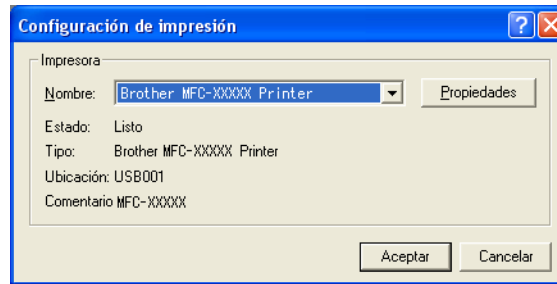 Configuración de impresión
Impresora
Nombre: Brother MFC-XXXXX Printer Propiedades
Estado: Listo
Tipo: Brother MFC-XXXXX Printer
Ubicación: USB001
Comentario MFC-XXXXX
Aceptar Cancelar